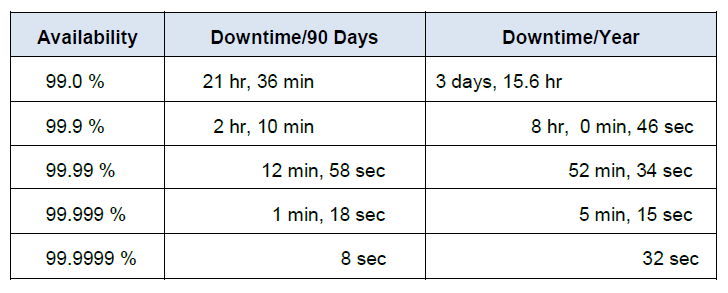 Availability Downtime/90 Days Downtime/Year
99.0 % 21 hr, 36 min 3 days, 15.6 hr
99.9 % 2 hr, 10 min 8 hr, 0 min, 46 sec
99.99 % 12 min, 58 sec 52 min, 34 sec
99.999 % 1 min, 18 sec 5 min, 15 sec
99.9999 % 8 sec 32 sec